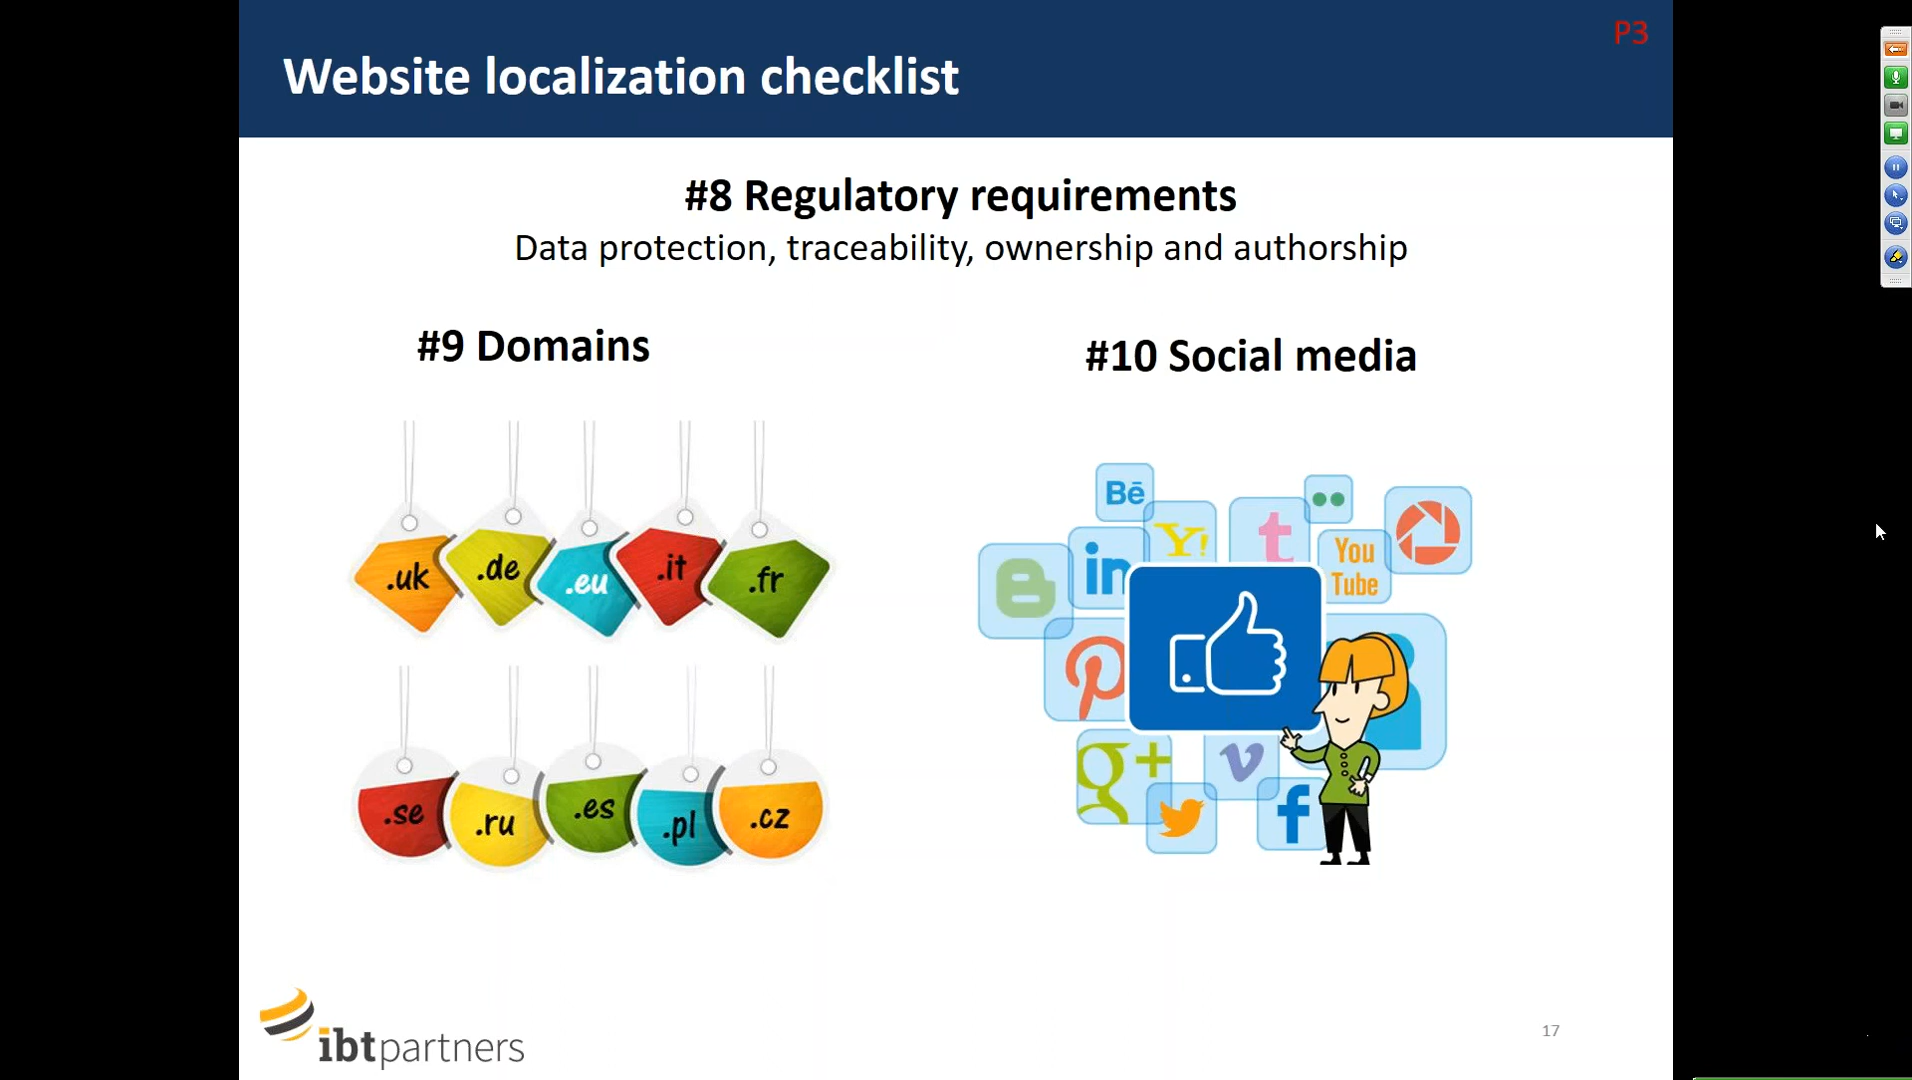 P3
Website localization checklist
#8 Regulatory requirements
Data protection, traceability, ownership and authorship
#9 Domains
#10 Social media
.uk
.de
.eu
.it
.fr
.se
.ru
.es
.pl
.cz
Bē
Y!
t
in
You
Tube
g+
v
f
ibtpartners
17